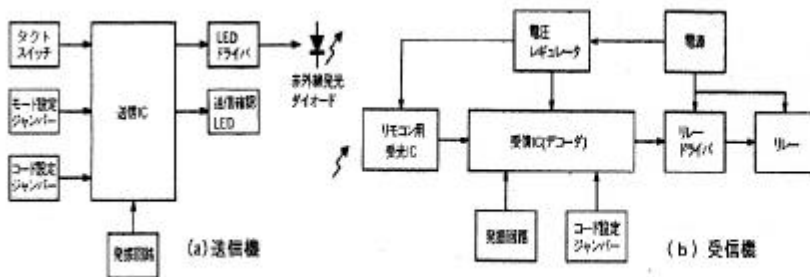 タクト
スイッチ
モード設定
ジャンパー
コード設定
ジャンパー
送信IC
発振回路
LED
ドライバ
送信確認
LED
赤外線発光
ダイオード
(a)送信機
電圧
レギュレータ
電源
リモコン用
受光IC
受信IC(デコーダ)
リレー
ドライバ
リレー
発振回路
コード設定
ジャンパー
(b) 受信機